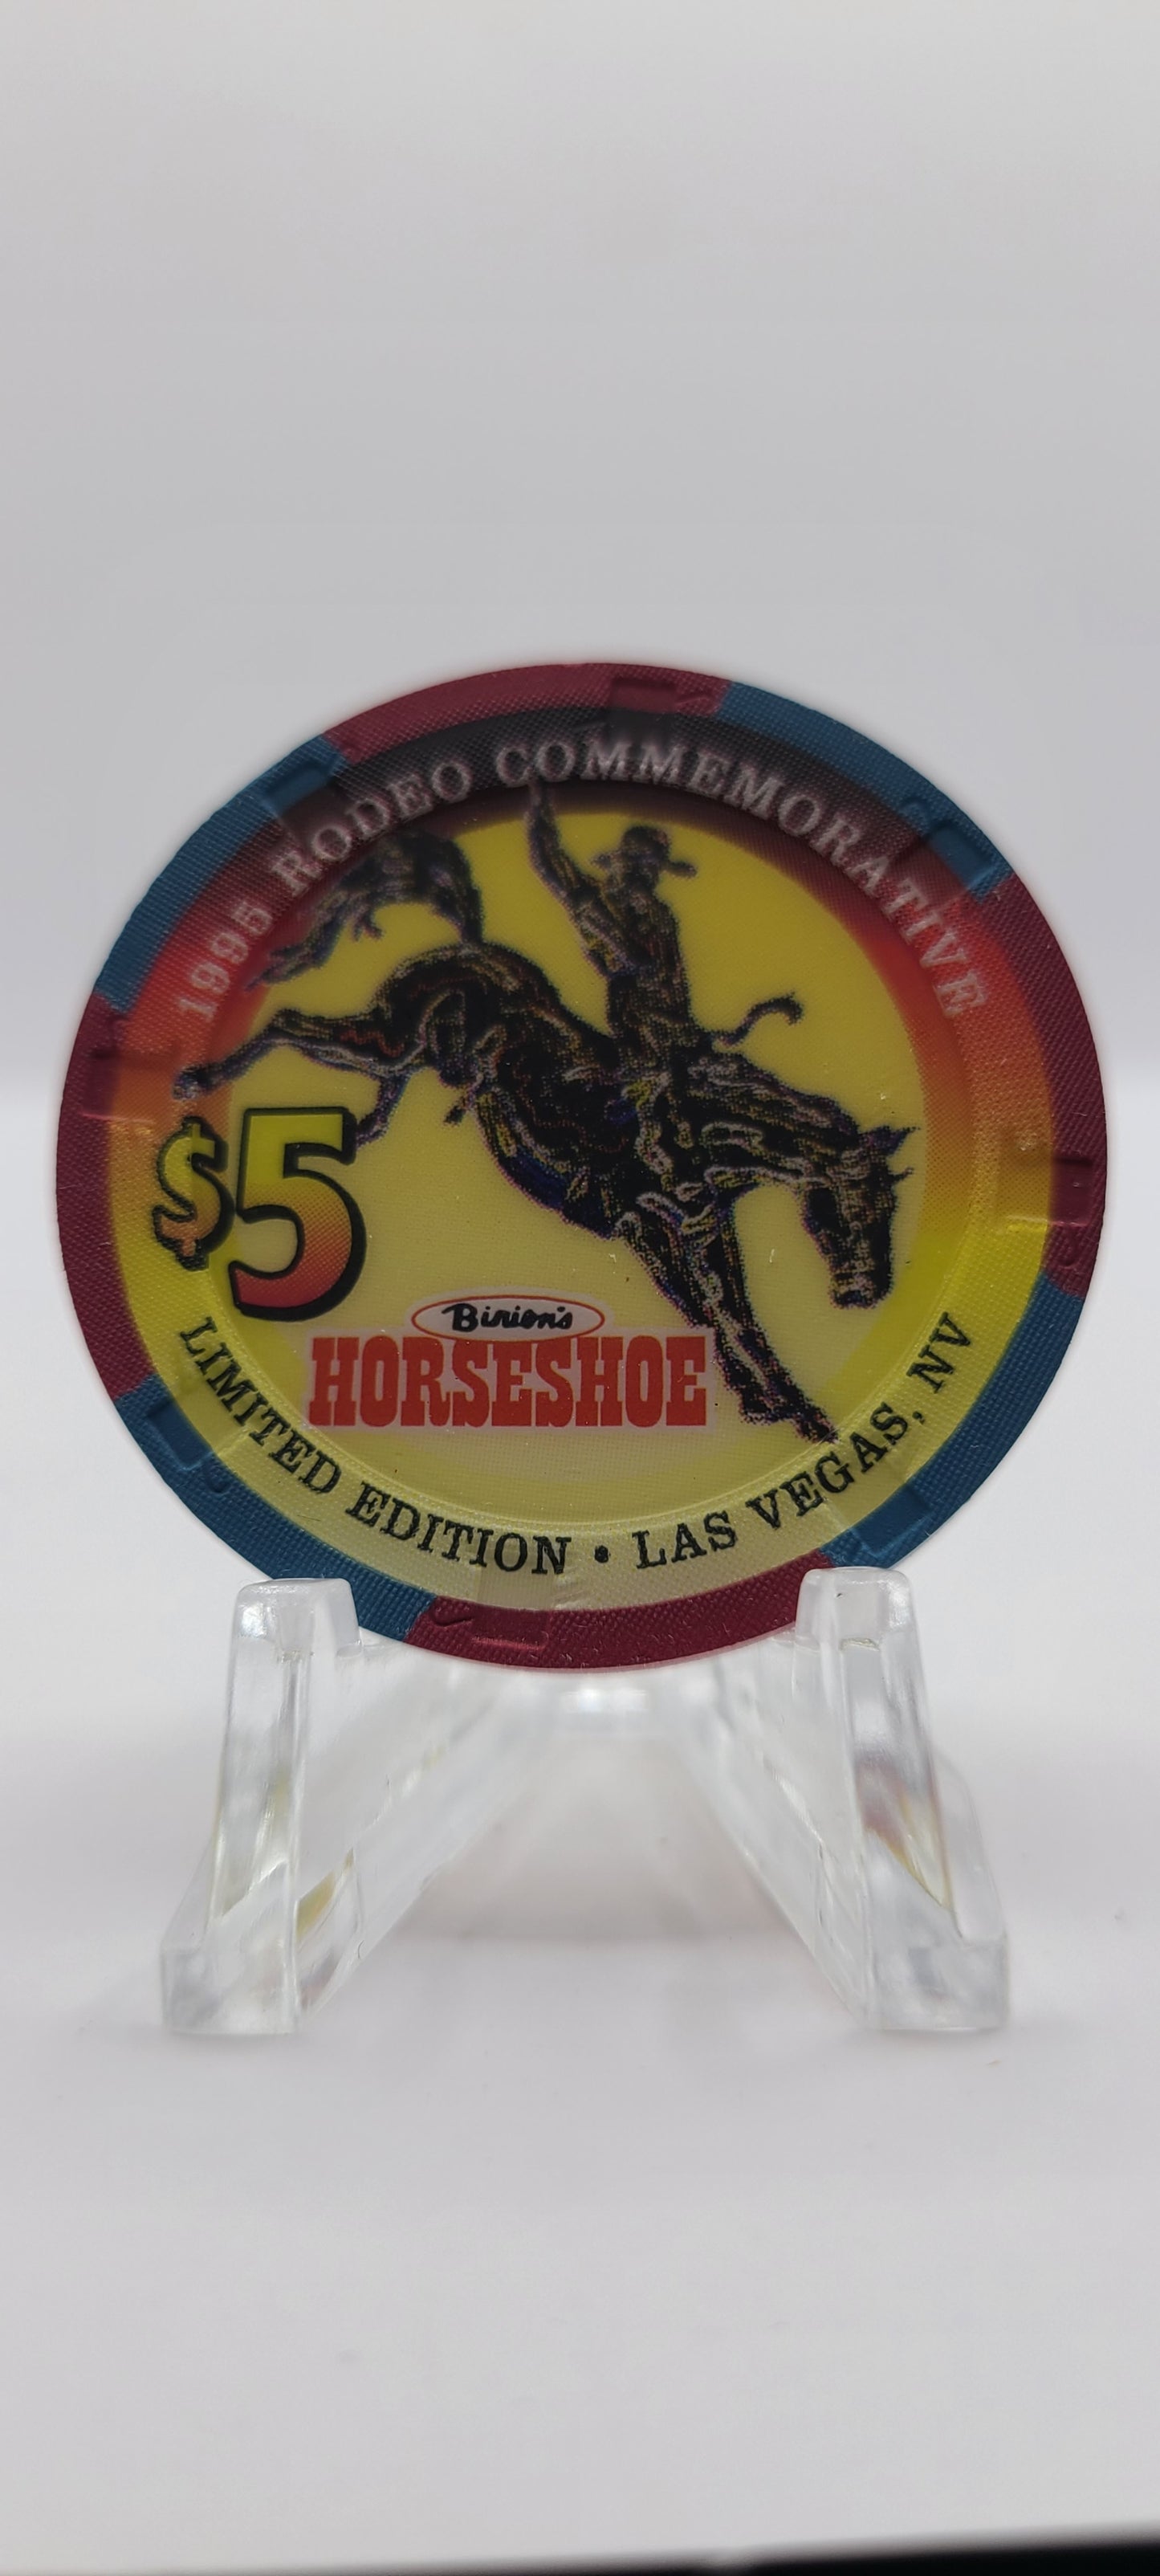 1995 RODEO COMMEMORATIVE
$5
Binion's
HORSESHOE
LIMITED EDITION • LAS VEGAS, NV